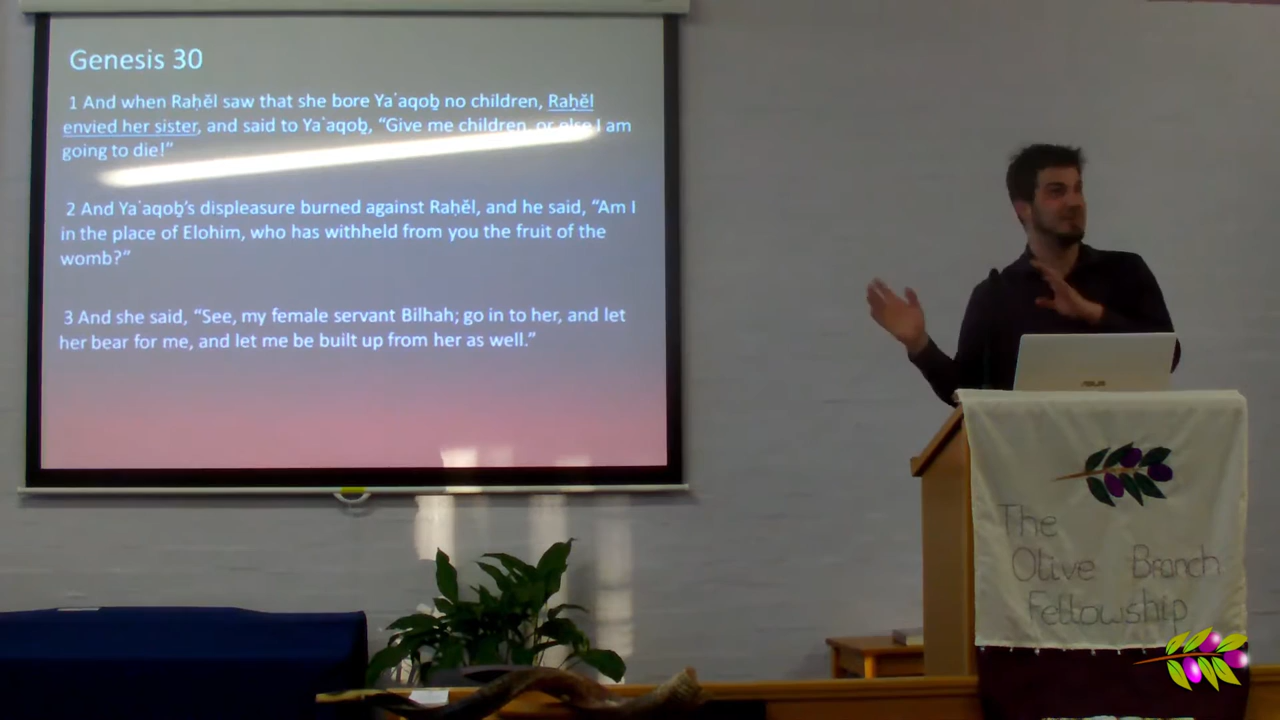 Genesis 30
1 And when Raḥĕl saw that she bore Ya‛aqoḇ no children, Raḥĕl
envied her sister, and said to Ya‛aqoḇ, “Give me children, or else I am
going to die!”
2 And Ya‛aqoḇ’s displeasure burned against Raḥĕl, and he said, “Am I
in the place of Elohim, who has withheld from you the fruit of the
womb?”
3 And she said, “See, my female servant Bilhah; go in to her, and let
her bear for me, and let me be built up from her as well.”
ASUS
The
Olive Branch
Fellowship